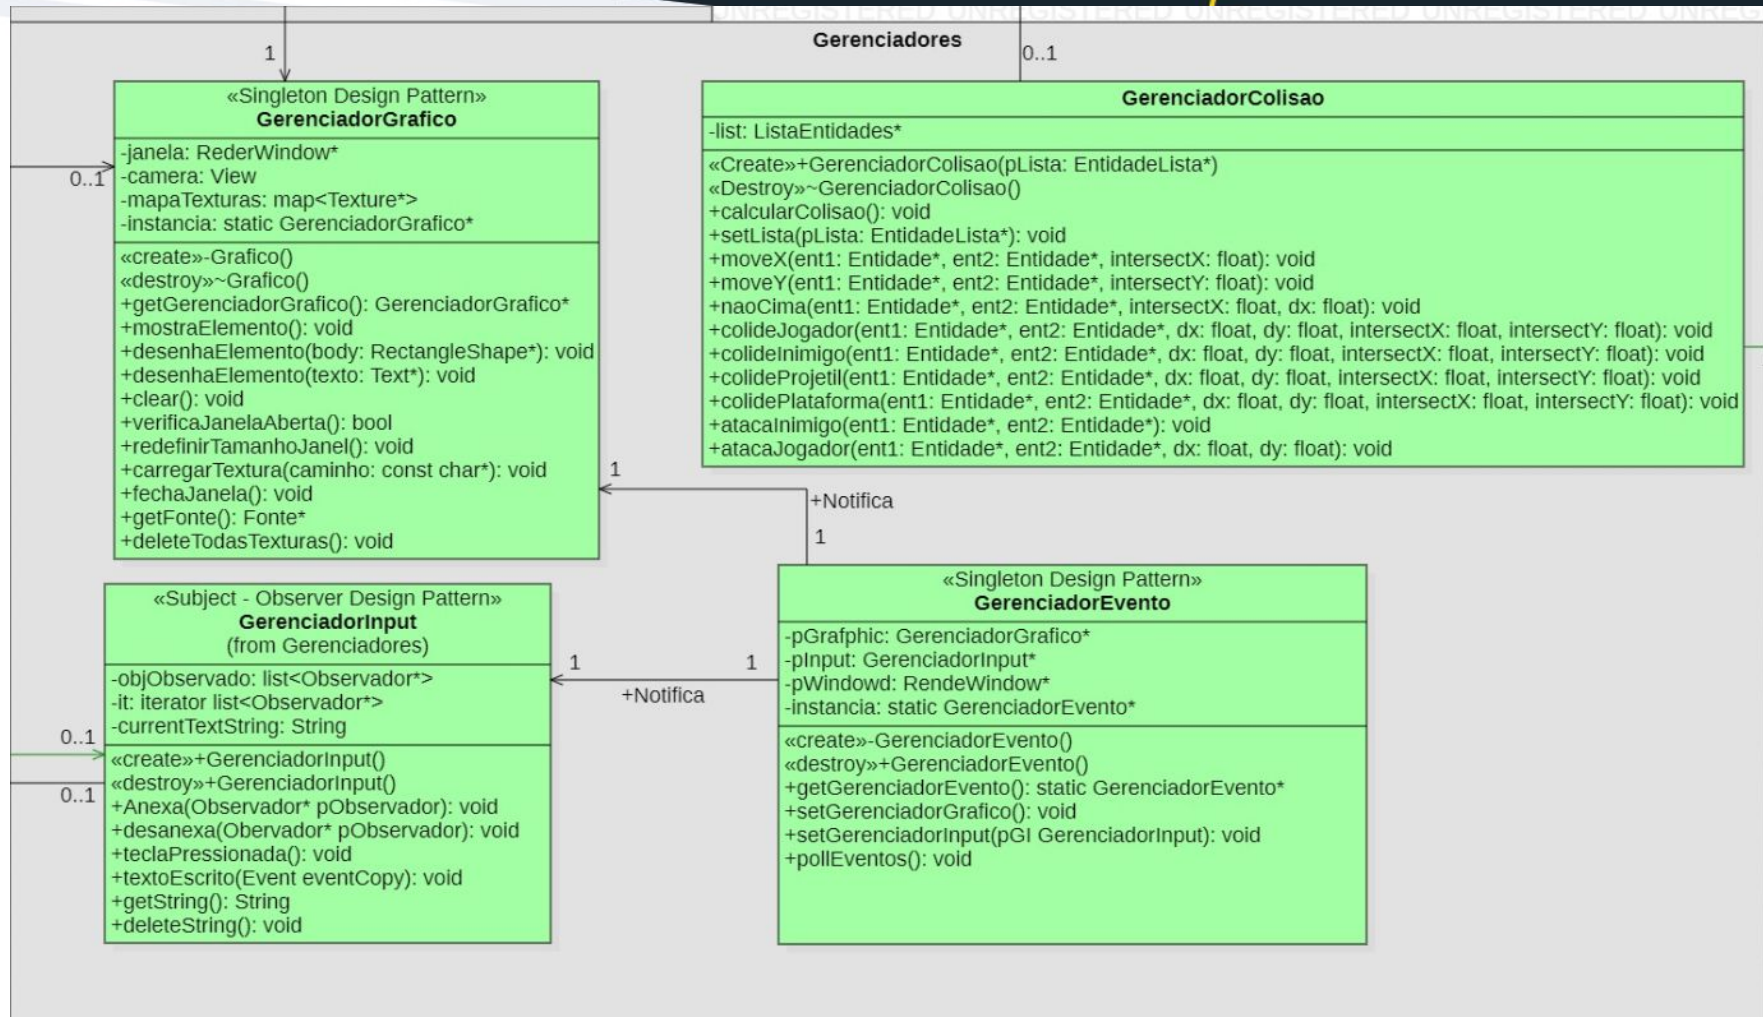 UNREGISTERED UNREGISTERED UNREGISTERED UNREGISTERED UNREG
Gerenciadores
1
0..1
«Singleton Design Pattern»
GerenciadorGrafico
0..1
-janela: RederWindow*
-camera: View
-mapaTexturas: map<Texture*>
-instancia: static GerenciadorGrafico*
«create»-Grafico()
«destroy»~Grafico()
+getGerenciadorGrafico(): GerenciadorGrafico*
+mostraElemento(): void
+desenhaElemento(body: RectangleShape*): void
+desenhaElemento(texto: Text*): void
+clear(): void
+verificaJanelaAberta(): bool
+redefinirTamanhoJanel(): void
+carregarTextura(caminho: const char*): void
+fechaJanela(): void
+getFonte(): Fonte*
+deleteTodasTexturas(): void
GerenciadorColisao
-list: ListaEntidades*
«Create»+GerenciadorColisao(pLista: EntidadeLista*)
«Destroy»~GerenciadorColisao()
+calcularColisao(): void
+setLista(pLista: EntidadeLista*): void
+moveX(ent1: Entidade*, ent2: Entidade*, intersectX: float): void
+moveY(ent1: Entidade*, ent2: Entidade*, intersectY: float): void
+naoCima(ent1: Entidade*, ent2: Entidade*, intersectX: float, dx: float): void
+colideJogador(ent1: Entidade*, ent2: Entidade*, dx: float, dy: float, intersectX: float, intersectY: float): void
+colideInimigo(ent1: Entidade*, ent2: Entidade*, dx: float, dy: float, intersectX: float, intersectY: float): void
+colideProjetil(ent1: Entidade*, ent2: Entidade*, dx: float, dy: float, intersectX: float, intersectY: float): void
+colidePlataforma(ent1: Entidade*, ent2: Entidade*, dx: float, dy: float, intersectX: float, intersectY: float): void
+atacaInimigo(ent1: Entidade*, ent2: Entidade*): void
+atacaJogador(ent1: Entidade*, ent2: Entidade*, dx: float, dy: float): void
1
+Notifica
1
«Subject - Observer Design Pattern»
GerenciadorInput
(from Gerenciadores)
-objObservado: list<Observador*>
-it: iterator list<Observador*>
-currentTextString: String
0..1
0..1
«create»+GerenciadorInput()
«destroy»+GerenciadorInput()
+Anexa(Observador* pObservador): void
+desanexa(Obervador* pObservador): void
+teclaPressionada(): void
+textoEscrito(Event eventCopy): void
+getString(): String
+deleteString(): void
1
1
+Notifica
«Singleton Design Pattern»
GerenciadorEvento
-pGrafphic: GerenciadorGrafico*
-pInput: GerenciadorInput*
-pWindowd: RendeWindow*
-instancia: static GerenciadorEvento*
«create»-GerenciadorEvento()
«destroy»+GerenciadorEvento()
+getGerenciadorEvento(): static GerenciadorEvento*
+setGerenciadorGrafico(): void
+setGerenciadorInput(pGI GerenciadorInput): void
+pollEventos(): void